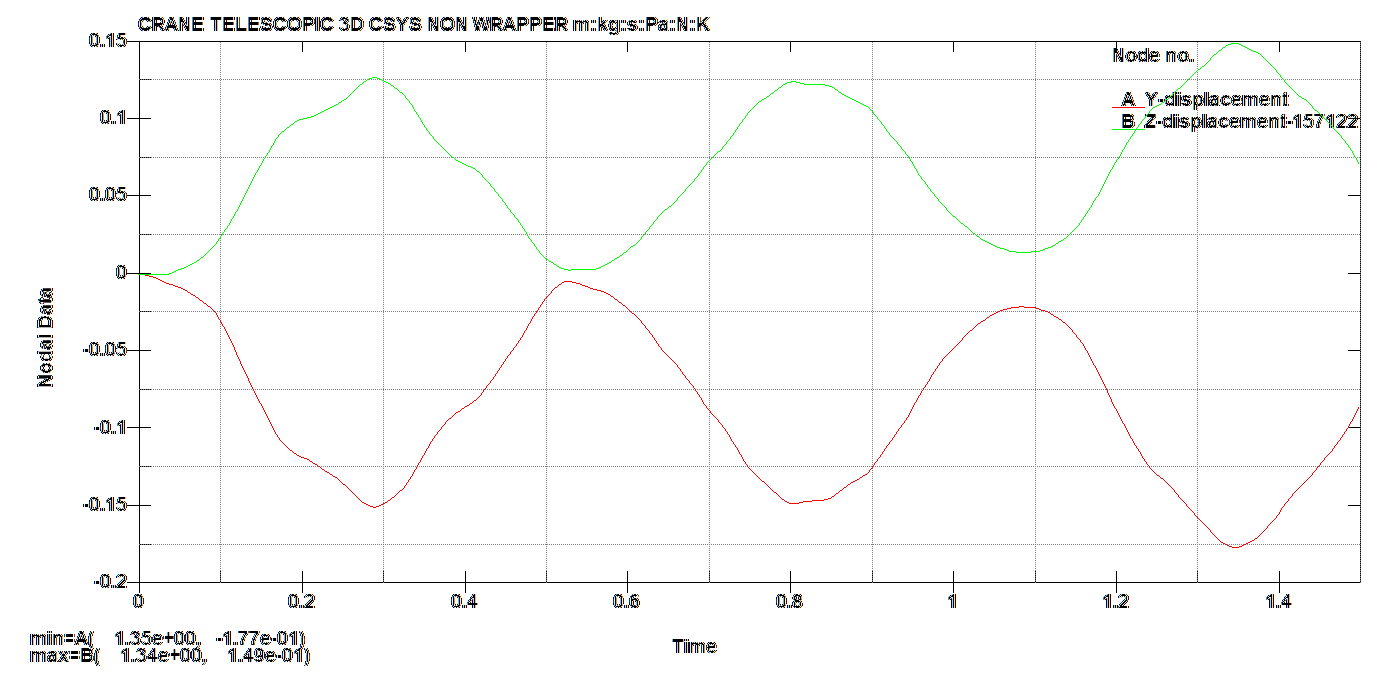 CRANE TELESCOPIC 3D CSYS NON WRAPPER m:kg:s:Pa:N:K
Node no.
A Y-displacement
B Z-displacement-157122
0.15
0.1
0.05
0
-0.05
-0.1
-0.15
-0.2
Nodal Data
0
0.2
0.4
0.6
0.8
1
1.2
1.4
Time
min=A( 1.35e+00, -1.77e-01)
max=B( 1.34e+00, 1.49e-01)